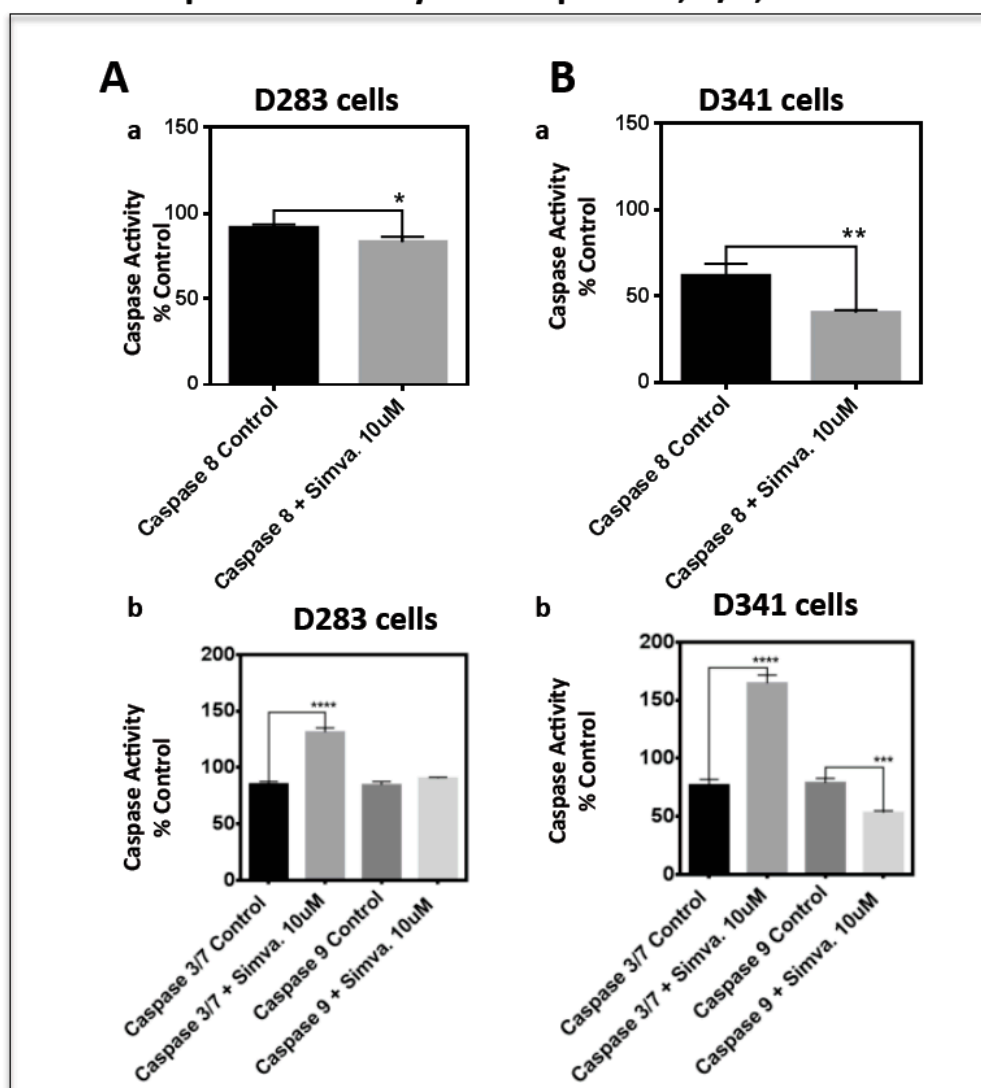 A
D283 cells
a
150
100
50
0
Caspase Activity
% Control
*
Caspase 8 Control
Caspase 8 + Simva. 10uM
B
D341 cells
a
150
100
50
0
Caspase Activity
% Control
**
Caspase 8 Control
Caspase 8 + Simva. 10uM
b
D283 cells
200
150
100
50
0
Caspase Activity
% Control
****
Caspase 3/7 Control
Caspase 3/7 + Simva. 10uM
Caspase 9 Control
Caspase 9 + Simva. 10uM
b
D341 cells
200
150
100
50
0
Caspase Activity
% Control
****
***
Caspase 3/7 Control
Caspase 3/7 + Simva. 10uM
Caspase 9 Control
Caspase 9 + Simva. 10uM